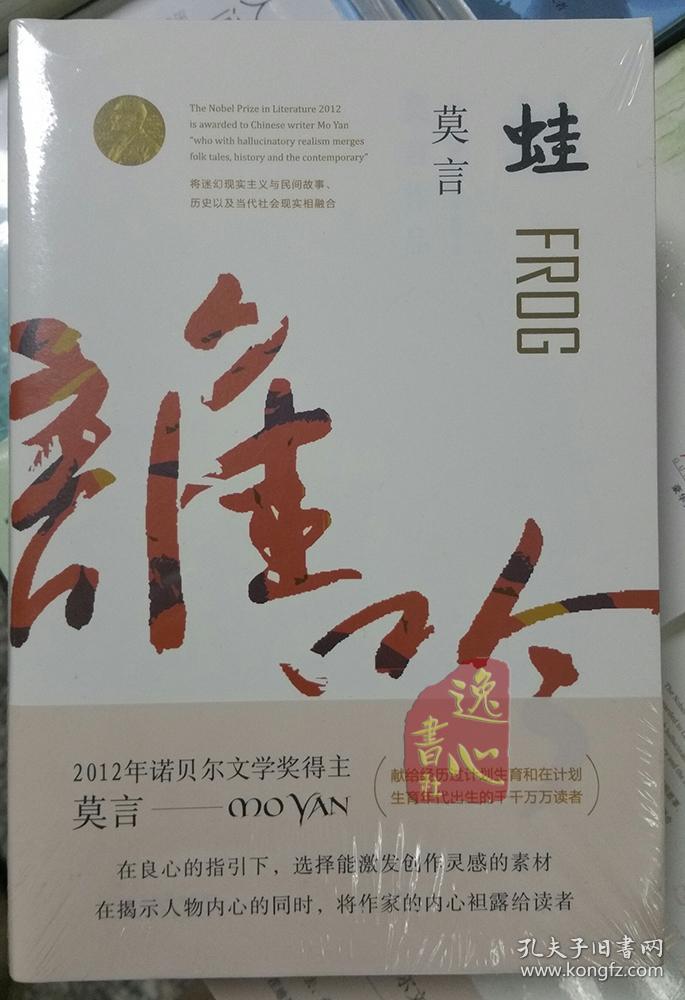 The Nobel Prize in Literature 2012
is awarded to Chinese writer Mo Yan
"who with hallucinatory realism merges
folk tales, history and the contemporary"
将迷幻现实主义与民间故事、
历史以及当代社会现实相融合
蛙
FROG
莫言
2012年诺贝尔文学奖得主
莫言——MO YAN
献给经历过计划生育和在计划
生育年代出生的千千万万读者
逸心
書社
在良心的指引下，选择能激发创作灵感的素材
在揭示人物内心的同时，将作家的内心袒露给读者
孔夫子旧書网
www.kongfz.com